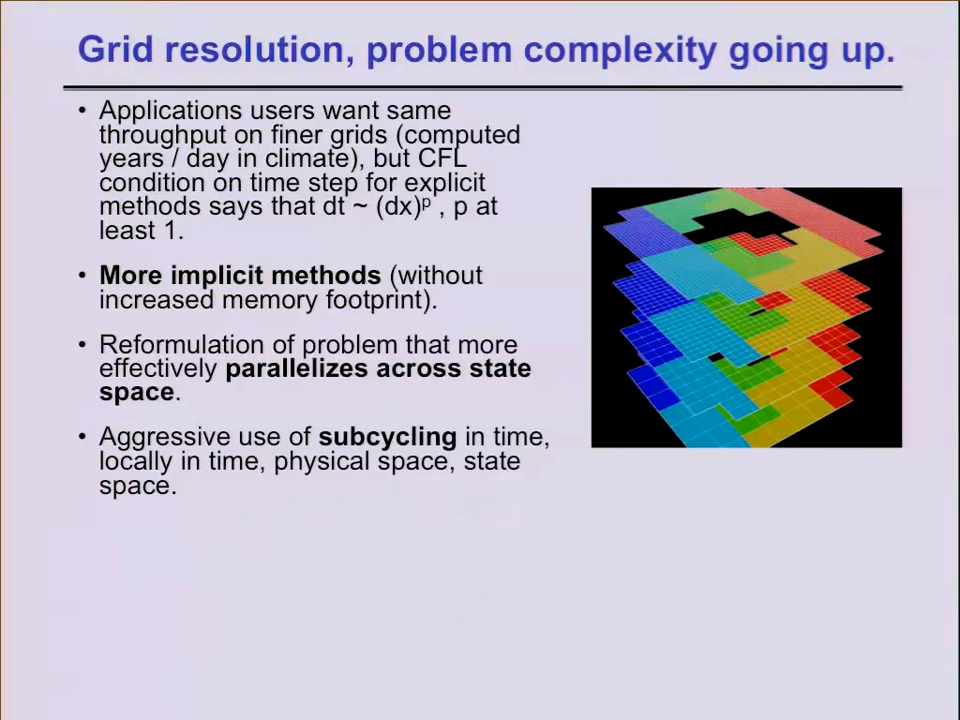 Grid resolution, problem complexity going up.
• Applications users want same
throughput on finer grids (computed
years / day in climate), but CFL
condition on time step for explicit
methods says that dt ~ (dx)ᵖ , p at
least 1.
• More implicit methods (without
increased memory footprint).
• Reformulation of problem that more
effectively parallelizes across state
space.
• Aggressive use of subcycling in time,
locally in time, physical space, state
space.